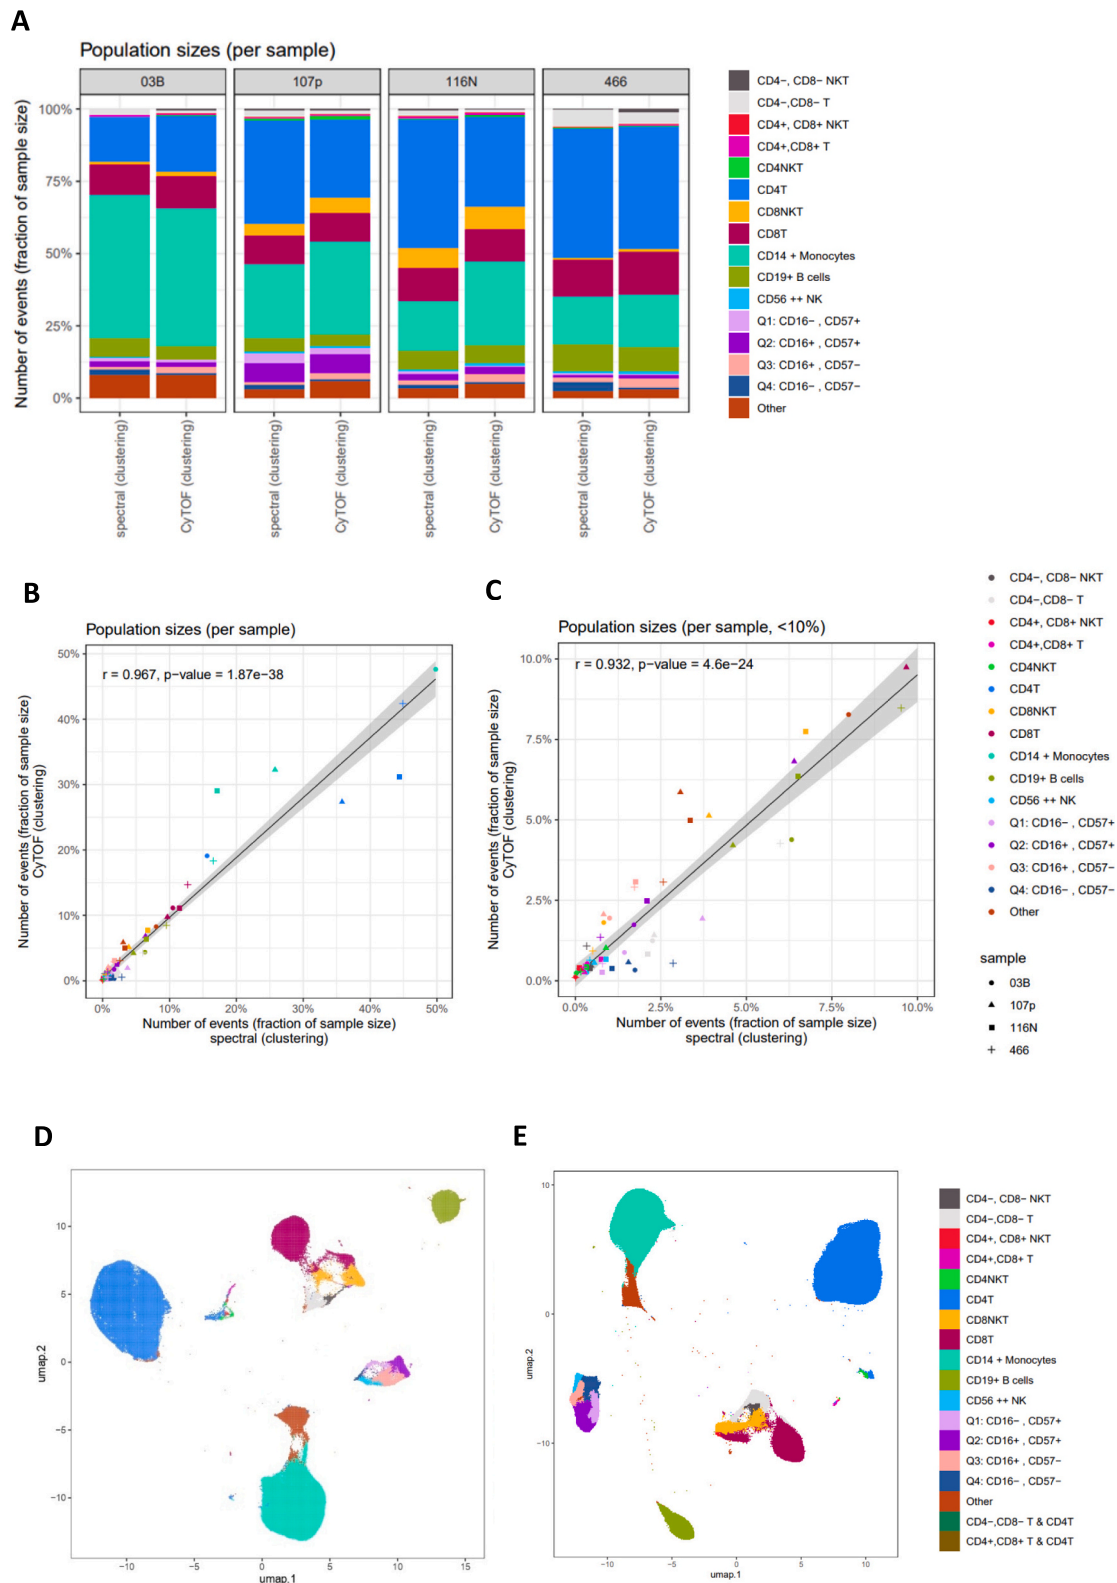 A
Population sizes (per sample)
03B
107p
116N
466
Number of events (fraction of sample size)
100%
75%
50%
25%
0%
spectral (clustering)
CyTOF (clustering)
spectral (clustering)
CyTOF (clustering)
spectral (clustering)
CyTOF (clustering)
spectral (clustering)
CyTOF (clustering)
CD4−, CD8− NKT
CD4−,CD8− T
CD4+, CD8+ NKT
CD4+,CD8+ T
CD4NKT
CD4T
CD8NKT
CD8T
CD14 + Monocytes
CD19+ B cells
CD56 ++ NK
Q1: CD16− , CD57+
Q2: CD16+ , CD57+
Q3: CD16+ , CD57−
Q4: CD16− , CD57−
Other
B
Population sizes (per sample)
r = 0.967, p−value = 1.87e−38
Number of events (fraction of sample size)
CyTOF (clustering)
50%
40%
30%
20%
10%
0%
0%
10%
20%
30%
40%
50%
Number of events (fraction of sample size)
spectral (clustering)
C
Population sizes (per sample, <10%)
r = 0.932, p−value = 4.6e−24
Number of events (fraction of sample size)
CyTOF (clustering)
10.0%
7.5%
5.0%
2.5%
0.0%
0.0%
2.5%
5.0%
7.5%
10.0%
Number of events (fraction of sample size)
spectral (clustering)
CD4−, CD8− NKT
CD4−,CD8− T
CD4+, CD8+ NKT
CD4+,CD8+ T
CD4NKT
CD4T
CD8NKT
CD8T
CD14 + Monocytes
CD19+ B cells
CD56 ++ NK
Q1: CD16− , CD57+
Q2: CD16+ , CD57+
Q3: CD16+ , CD57−
Q4: CD16− , CD57−
Other
sample
03B
107p
116N
466
D
umap.2
10
5
0
−5
−10
−10
−5
0
5
10
15
umap.1
E
umap.2
10
0
−10
−10
−5
0
5
10
umap.1
CD4−, CD8− NKT
CD4−,CD8− T
CD4+, CD8+ NKT
CD4+,CD8+ T
CD4NKT
CD4T
CD8NKT
CD8T
CD14 + Monocytes
CD19+ B cells
CD56 ++ NK
Q1: CD16− , CD57+
Q2: CD16+ , CD57+
Q3: CD16+ , CD57−
Q4: CD16− , CD57−
Other
CD4−,CD8− T & CD4T
CD4+,CD8+ T & CD4T